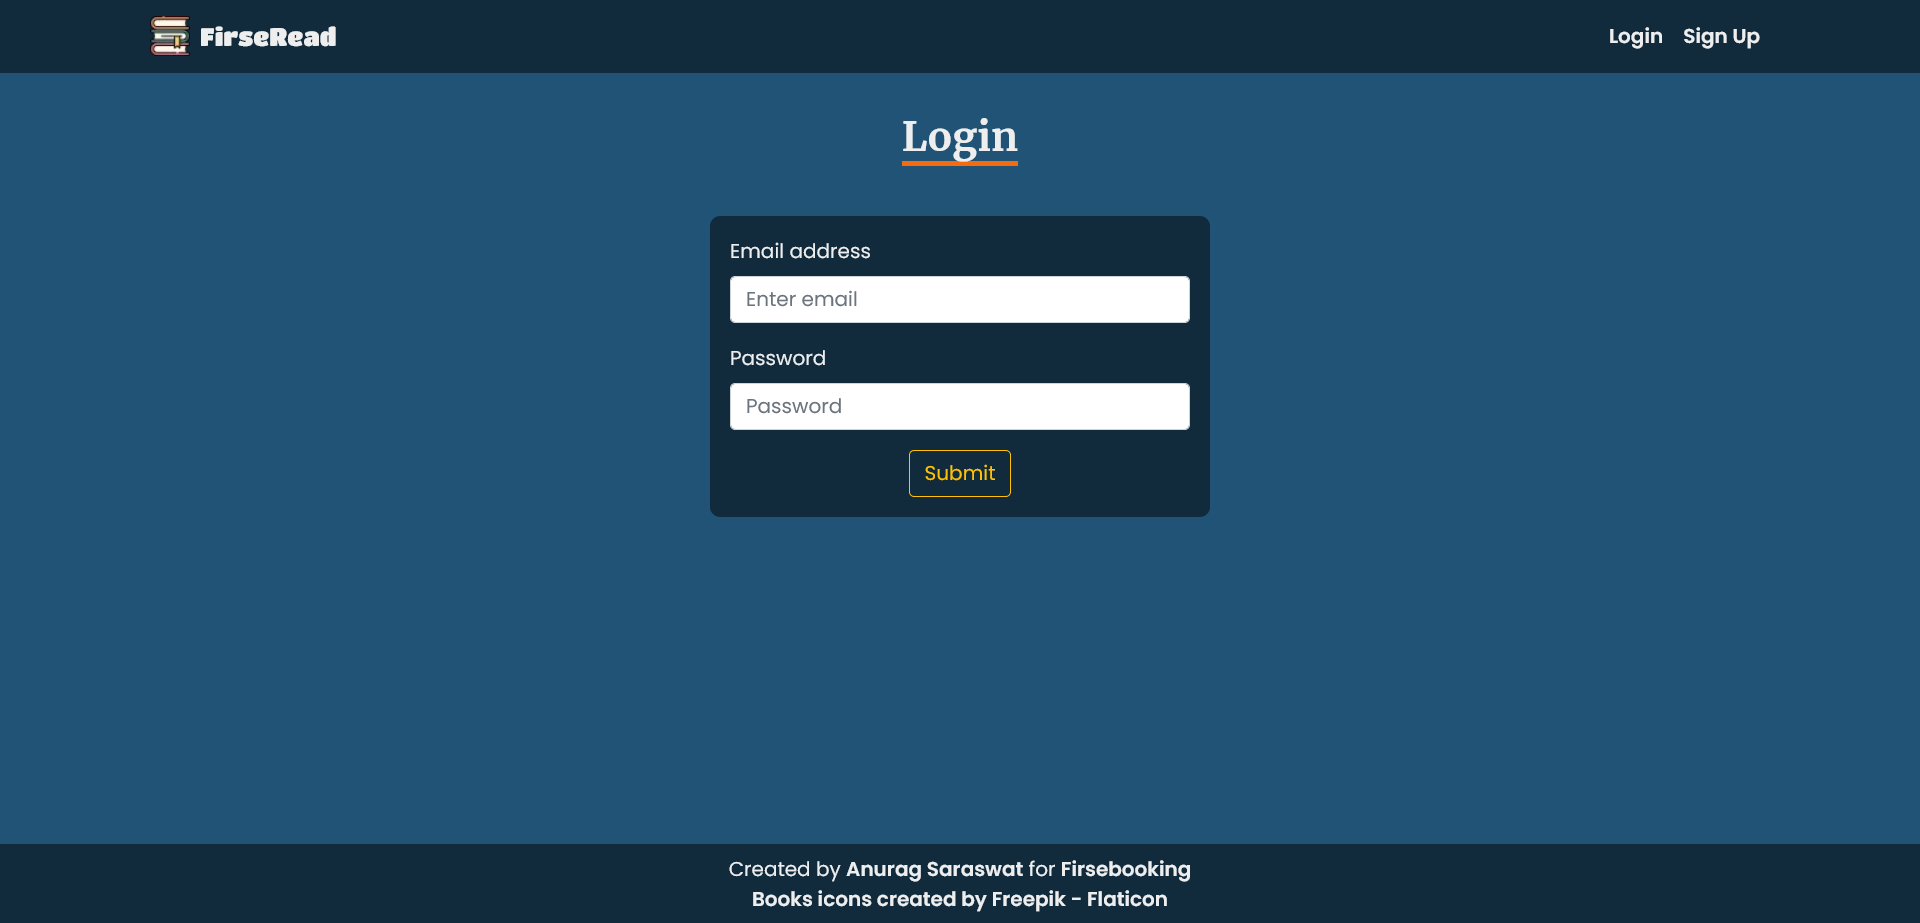 FirseRead
Login Sign Up
Login
Email address
Enter email
Password
Password
Submit
Created by Anurag Saraswat for Firsebooking
Books icons created by Freepik - Flaticon